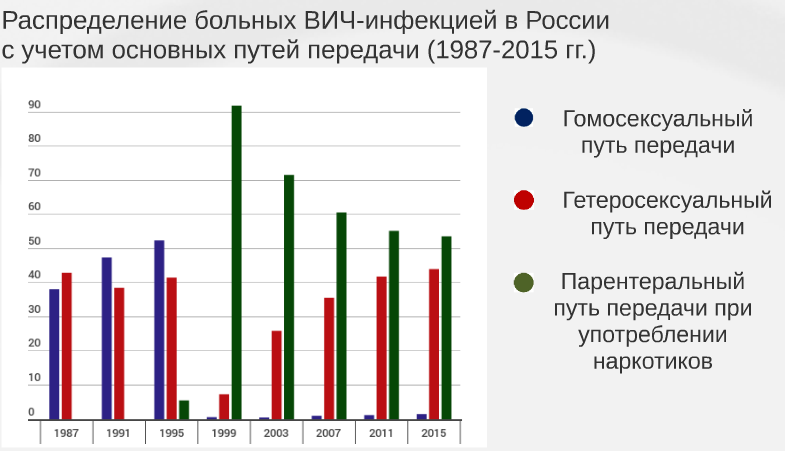 Распределение больных ВИЧ-инфекцией в России
с учетом основных путей передачи (1987-2015 гг.)
90
80
70
60
50
40
30
20
10
0
1987 1991 1995 1999 2003 2007 2011 2015
Гомосексуальный
путь передачи
Гетеросексуальный
путь передачи
Парентеральный
путь передачи при
употреблении
наркотиков